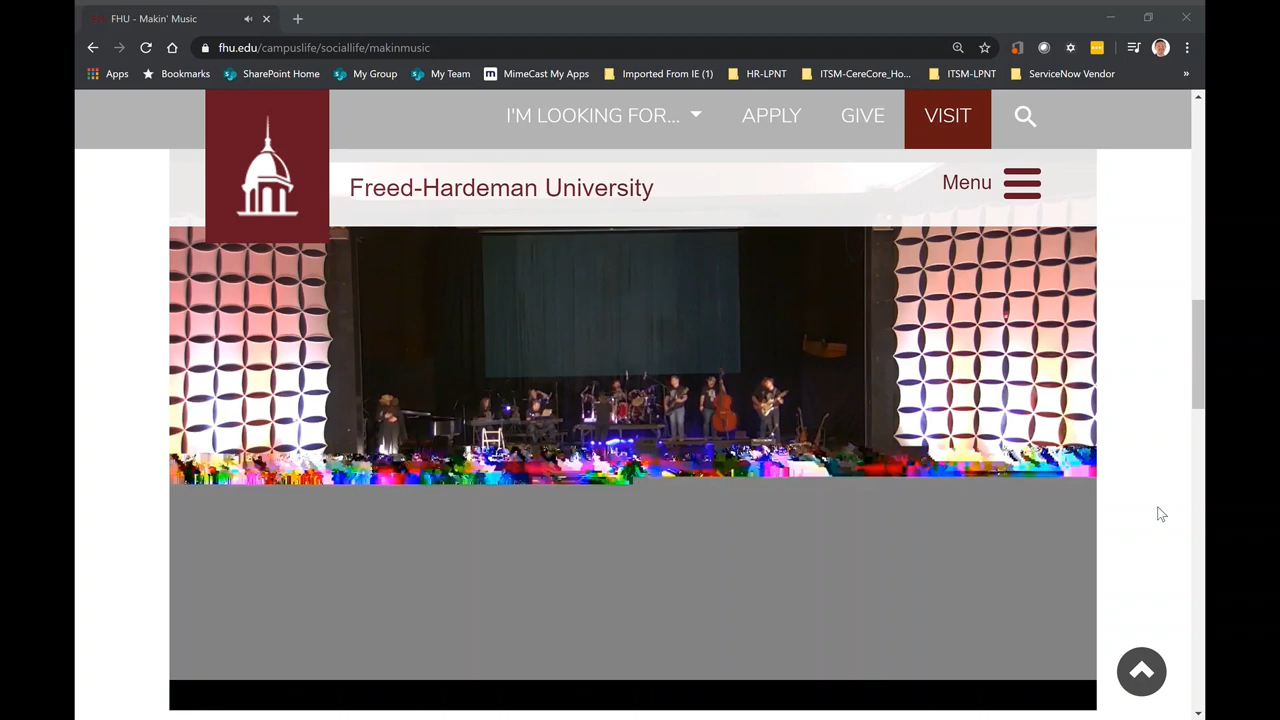 FHU - Makin' Music
fhu.edu/campuslife/sociallife/makinmusic
Apps Bookmarks SharePoint Home My Group My Team MimeCast My Apps Imported From IE (1) HR-LPNT ITSM-CereCore_Ho... ITSM-LPNT ServiceNow Vendor »
I'M LOOKING FOR... APPLY GIVE VISIT
Freed-Hardeman University Menu